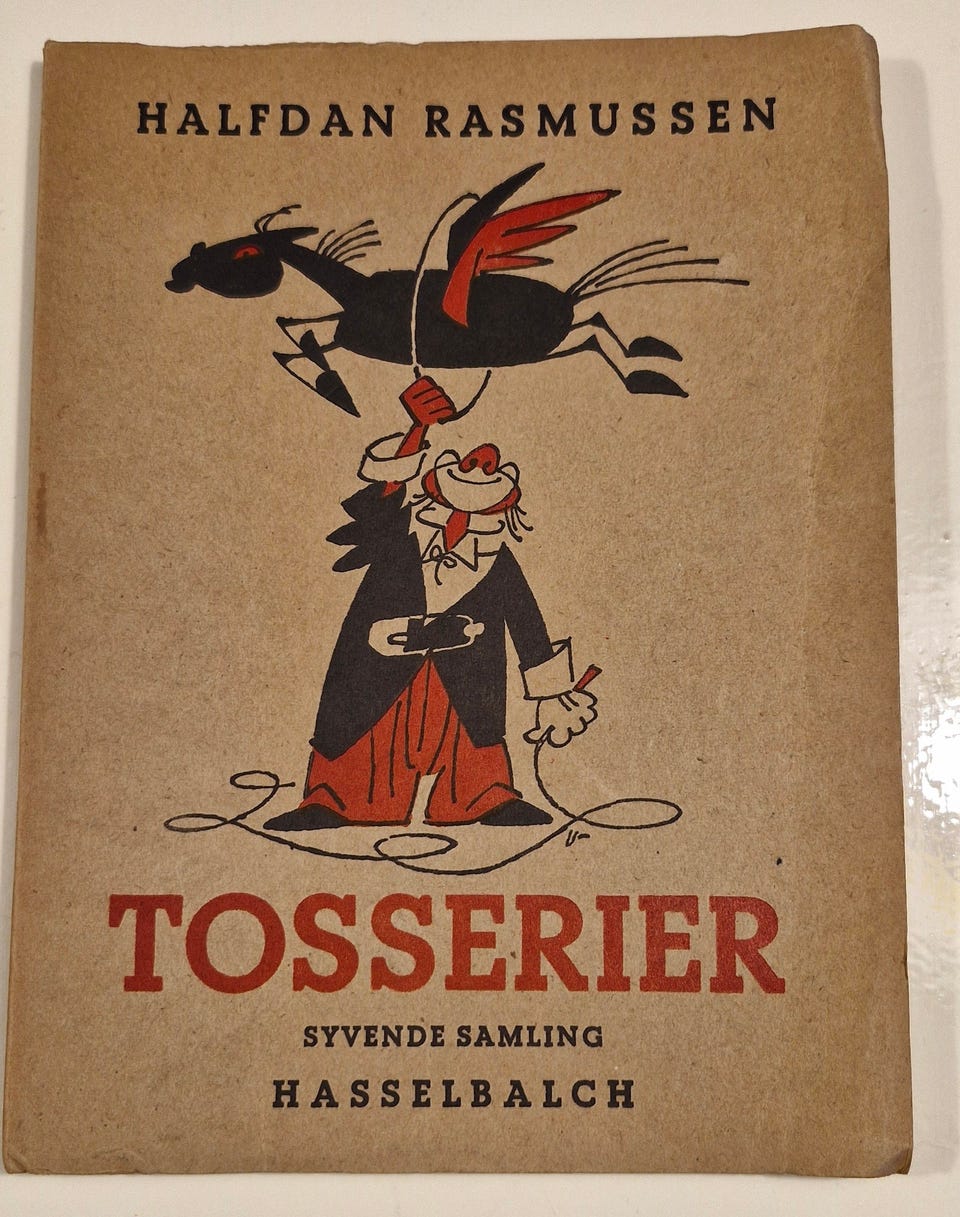 HALFDAN RASMUSSEN
TOSSERIER
SYVENDE SAMLING
HASSELBALCH